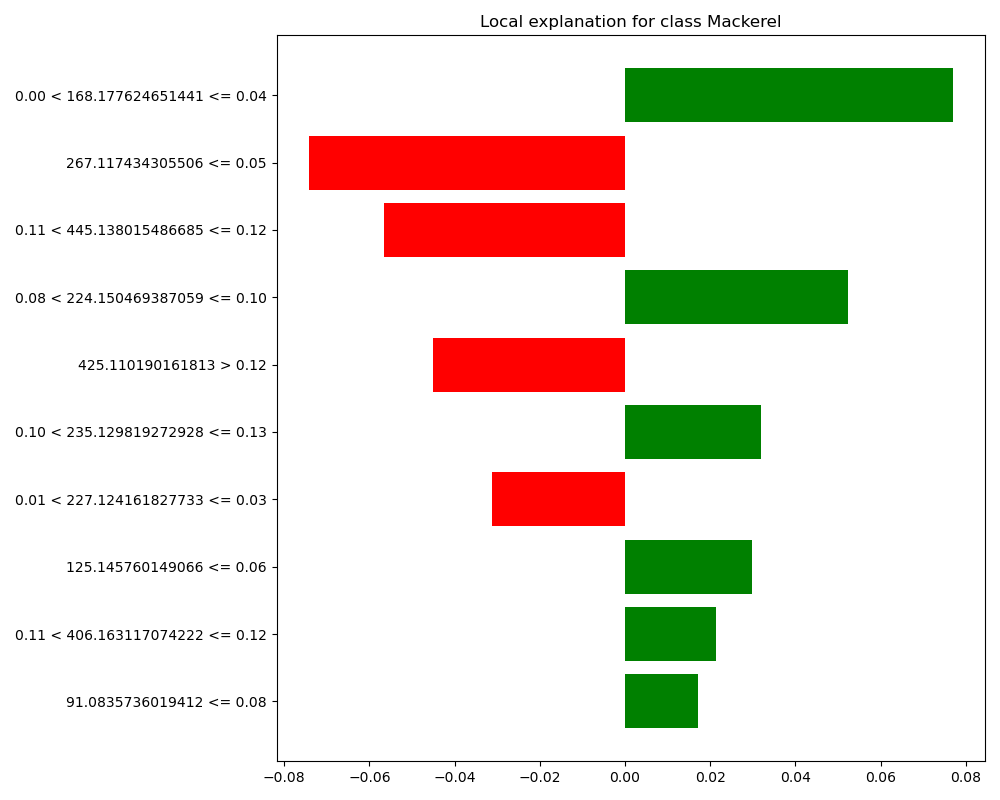 Local explanation for class Mackerel
0.00 < 168.177624651441 <= 0.04
267.117434305506 <= 0.05
0.11 < 445.138015486685 <= 0.12
0.08 < 224.150469387059 <= 0.10
425.110190161813 > 0.12
0.10 < 235.129819272928 <= 0.13
0.01 < 227.124161827733 <= 0.03
125.145760149066 <= 0.06
0.11 < 406.163117074222 <= 0.12
91.0835736019412 <= 0.08
−0.08 −0.06 −0.04 −0.02 0.00 0.02 0.04 0.06 0.08